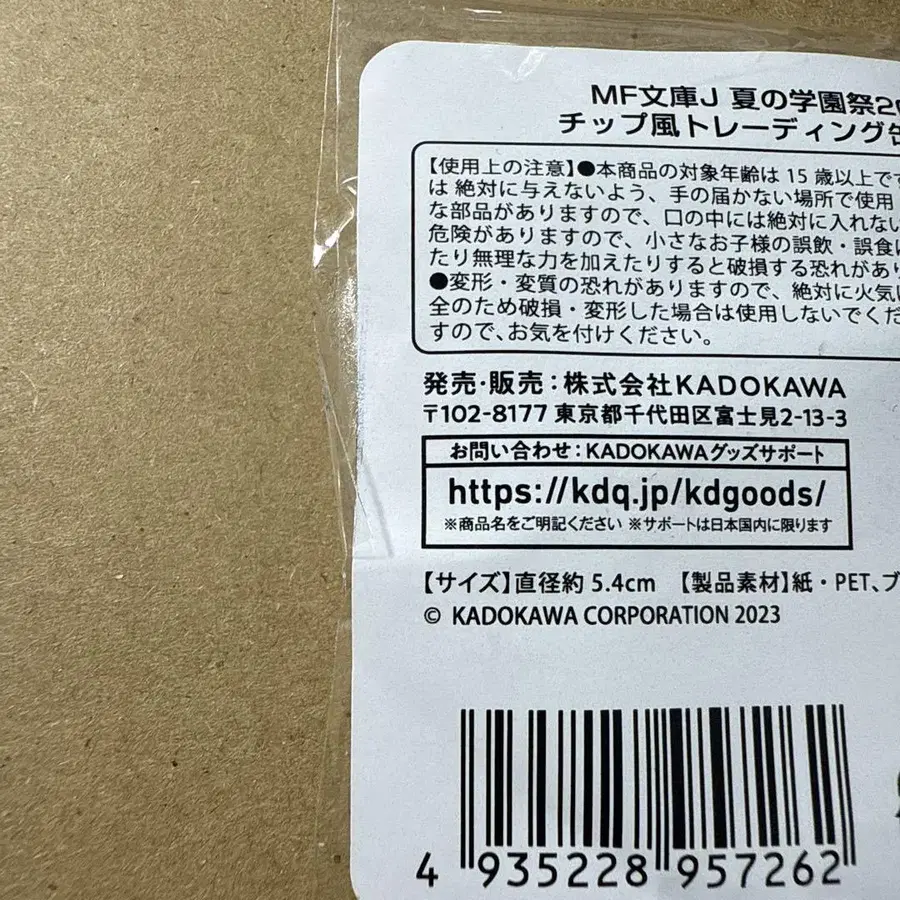 MF文庫J 夏の学園祭2
チップ風トレーディング缶
【使用上の注意】●本商品の対象年齢は 15 歳以上です
は 絶対に与えないよう、手の届かない場所で使用
な部品がありますので、口の中には絶対に入れない
危険がありますので、小さなお子様の誤飲・誤食に
たり無理な力を加えたりすると破損する恐れがあり
●変形・変質の恐れがありますので、絶対に火気に
全のため破損・変形した場合は使用しないでくだ
すので、お気を付けください。
発売・販売：株式会社KADOKAWA
〒102-8177 東京都千代田区富士見2-13-3
お問い合わせ：KADOKAWAグッズサポート
https://kdq.jp/kdgoods/
※商品名をご明記ください ※サポートは日本国内に限ります
【サイズ】直径約 5.4cm 【製品素材】紙・PET、ブ
© KADOKAWA CORPORATION 2023
4 935228 957262